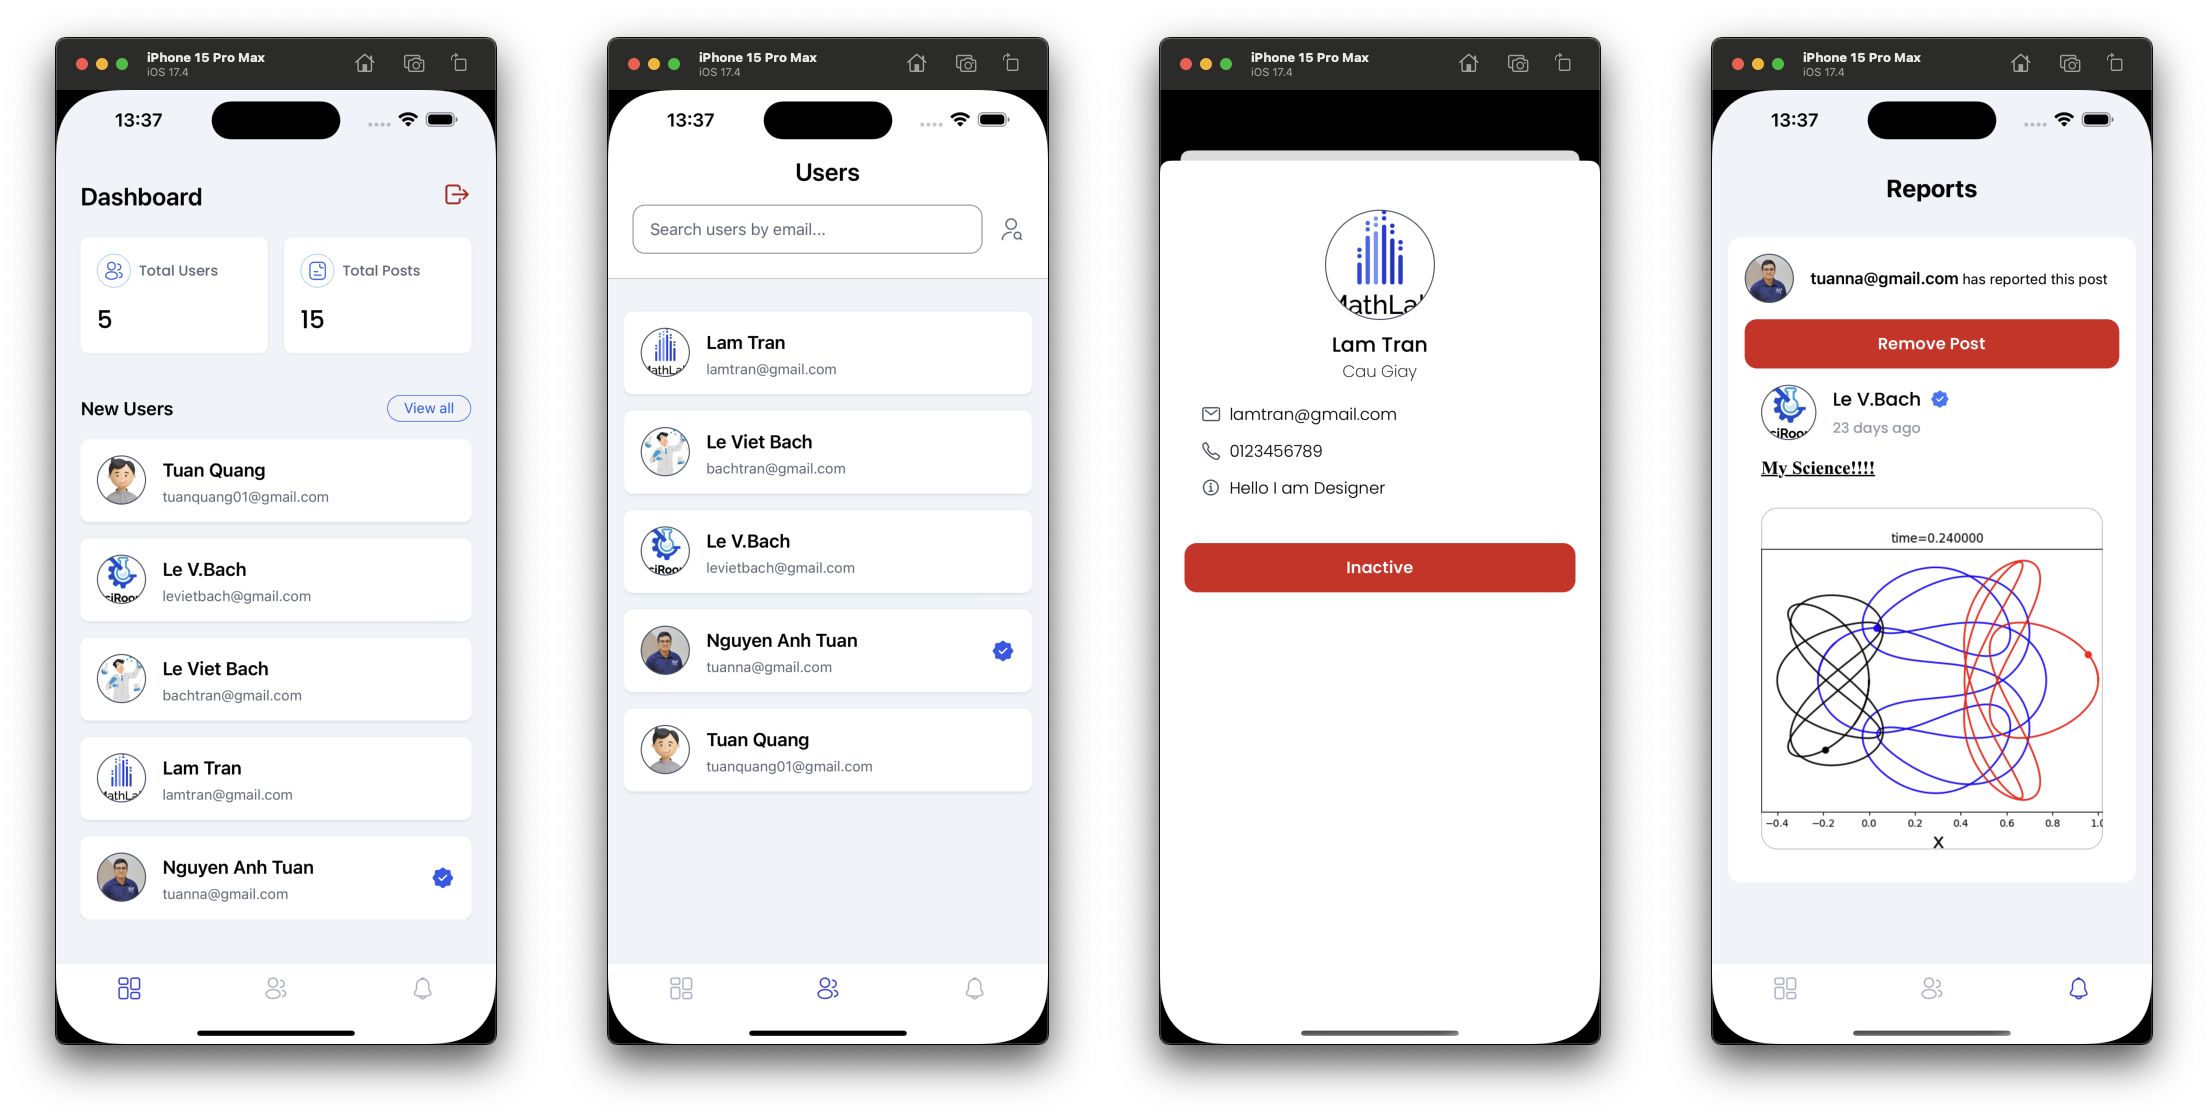 iPhone 15 Pro Max
iOS 17.4
13:37
Dashboard
Total Users
5
Total Posts
15
New Users
View all
Tuan Quang
tuanquang01@gmail.com
Le V.Bach
levietbach@gmail.com
Le Viet Bach
bachtran@gmail.com
Lam Tran
lamtran@gmail.com
Nguyen Anh Tuan
tuanna@gmail.com
iPhone 15 Pro Max
iOS 17.4
13:37
Users
Search users by email...
Lam Tran
lamtran@gmail.com
Le Viet Bach
bachtran@gmail.com
Le V.Bach
levietbach@gmail.com
Nguyen Anh Tuan
tuanna@gmail.com
Tuan Quang
tuanquang01@gmail.com
iPhone 15 Pro Max
iOS 17.4
MathLa
Lam Tran
Cau Giay
lamtran@gmail.com
0123456789
Hello I am Designer
Inactive
iPhone 15 Pro Max
iOS 17.4
13:37
Reports
tuanna@gmail.com has reported this post
Remove Post
Le V.Bach
23 days ago
My Science!!!!
time=0.240000
−0.4 −0.2 0.0 0.2 0.4 0.6 0.8 1.0
X